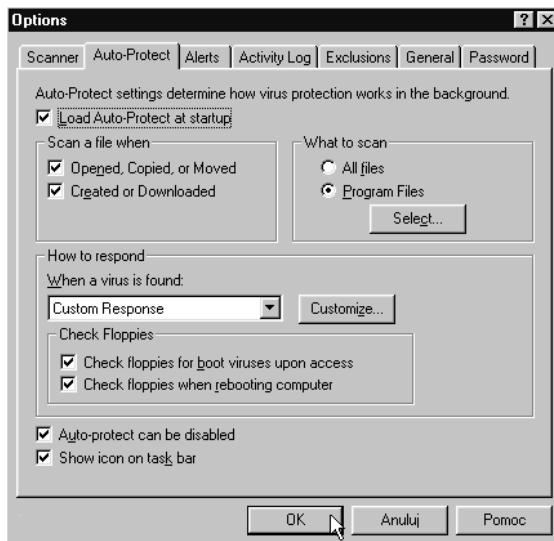 Options
Scanner Auto-Protect Alerts Activity Log Exclusions General Password
Auto-Protect settings determine how virus protection works in the background.
Load Auto-Protect at startup
Scan a file when
Opened, Copied, or Moved
Created or Downloaded
What to scan
All files
Program Files
Select...
How to respond
When a virus is found:
Custom Response
Customize...
Check Floppies
Check floppies for boot viruses upon access
Check floppies when rebooting computer
Auto-protect can be disabled
Show icon on task bar
OK Anuluj Pomoc